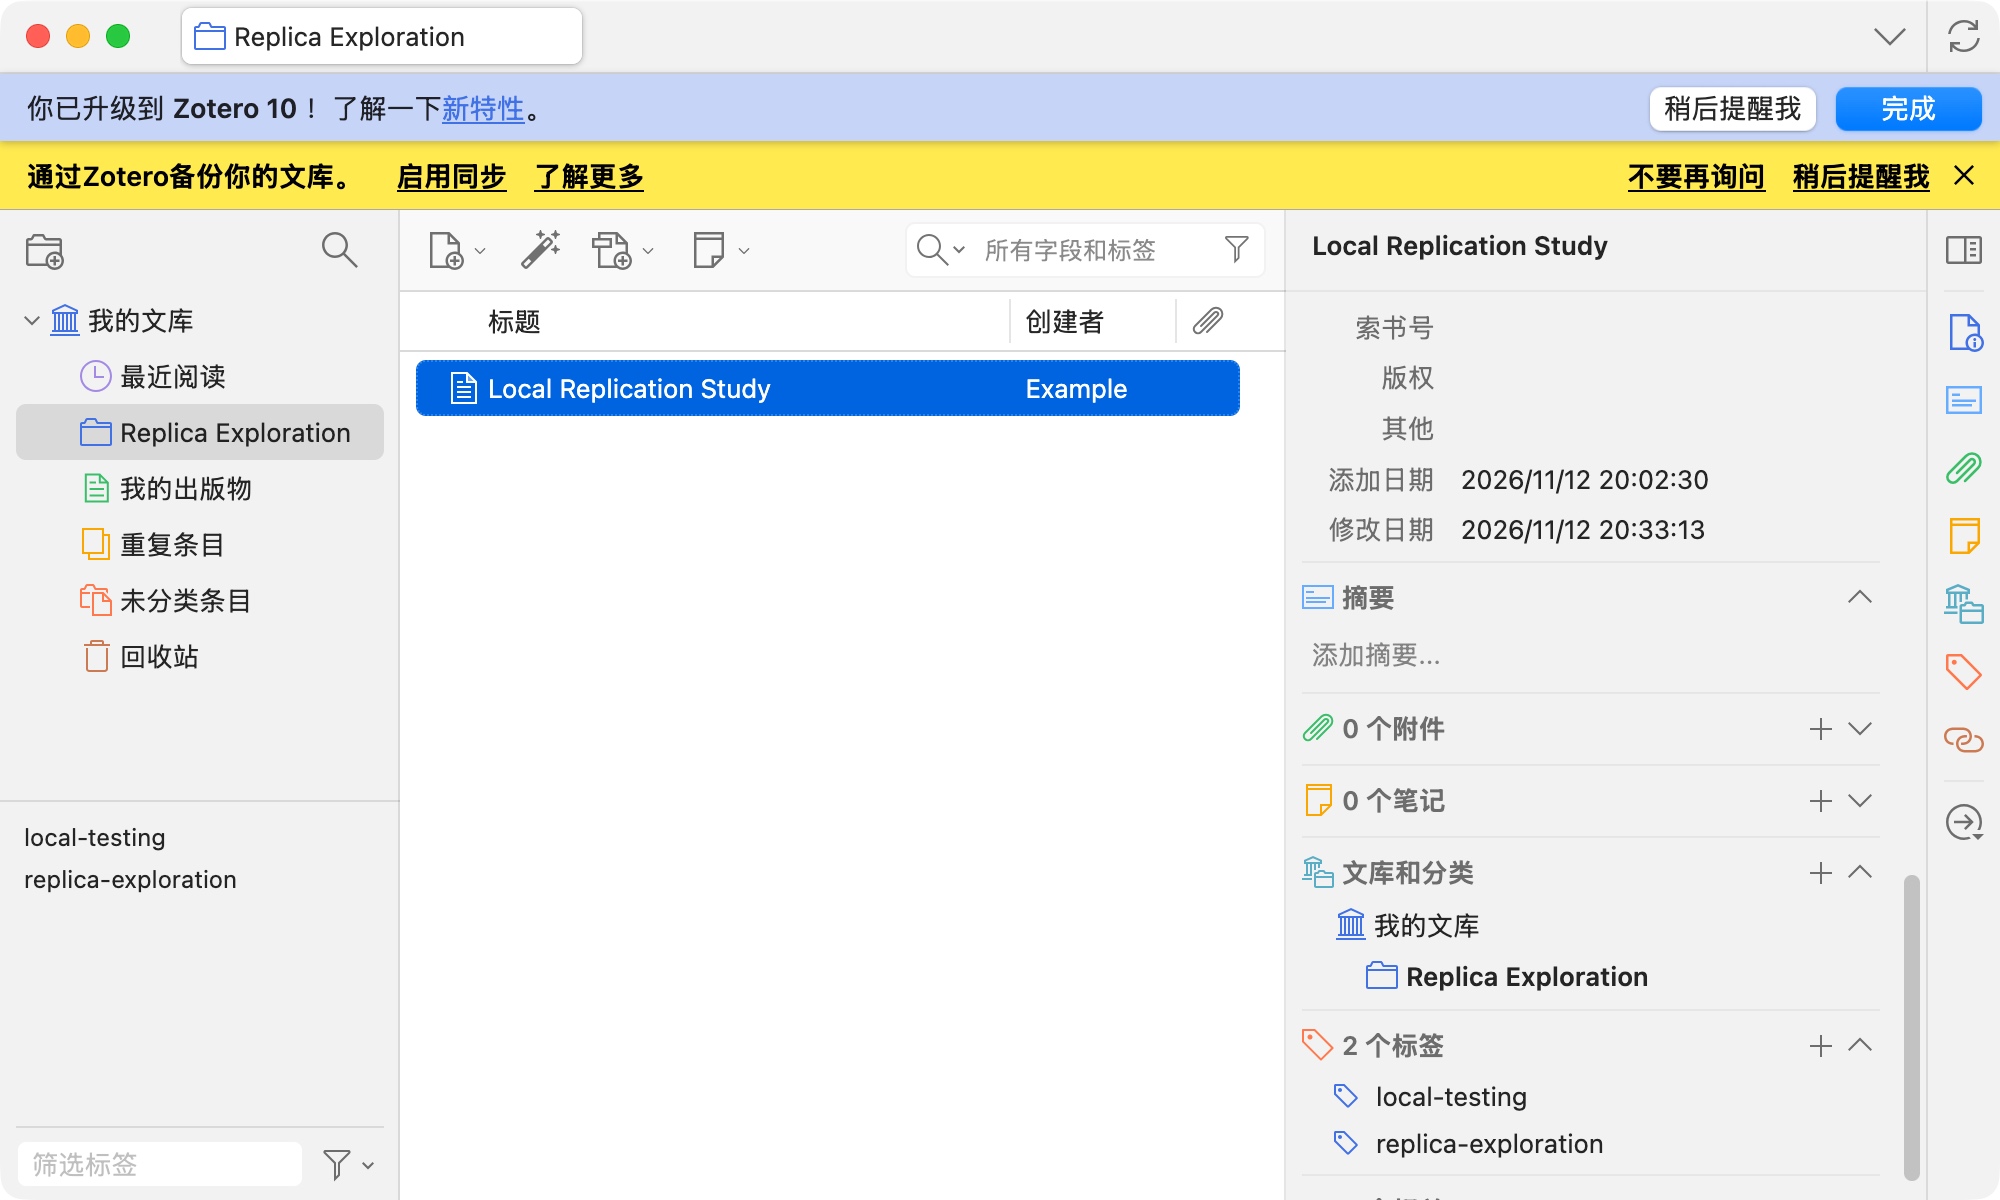 Replica Exploration
你已升级到 Zotero 10！了解一下新特性。
稍后提醒我
完成
通过Zotero备份你的文库。 启用同步 了解更多
不要再询问 稍后提醒我
我的文库
最近阅读
Replica Exploration
我的出版物
重复条目
未分类条目
回收站
local-testing
replica-exploration
筛选标签
所有字段和标签
标题 创建者
Local Replication Study Example
Local Replication Study
索书号
版权
其他
添加日期 2026/11/12 20:02:30
修改日期 2026/11/12 20:33:13
摘要
添加摘要...
0 个附件
0 个笔记
文库和分类
我的文库
Replica Exploration
2 个标签
local-testing
replica-exploration